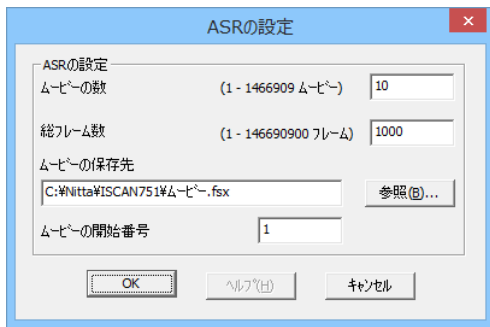 ASRの設定
ASRの設定
ムービーの数 (1 - 1466909 ムービー) 10
総フレーム数 (1 - 146690900 フレーム) 1000
ムービーの保存先
C:¥Nitta¥ISCAN751¥ムービー.fsx 参照(B)...
ムービーの開始番号 1
OK ヘルプ(H) キャンセル